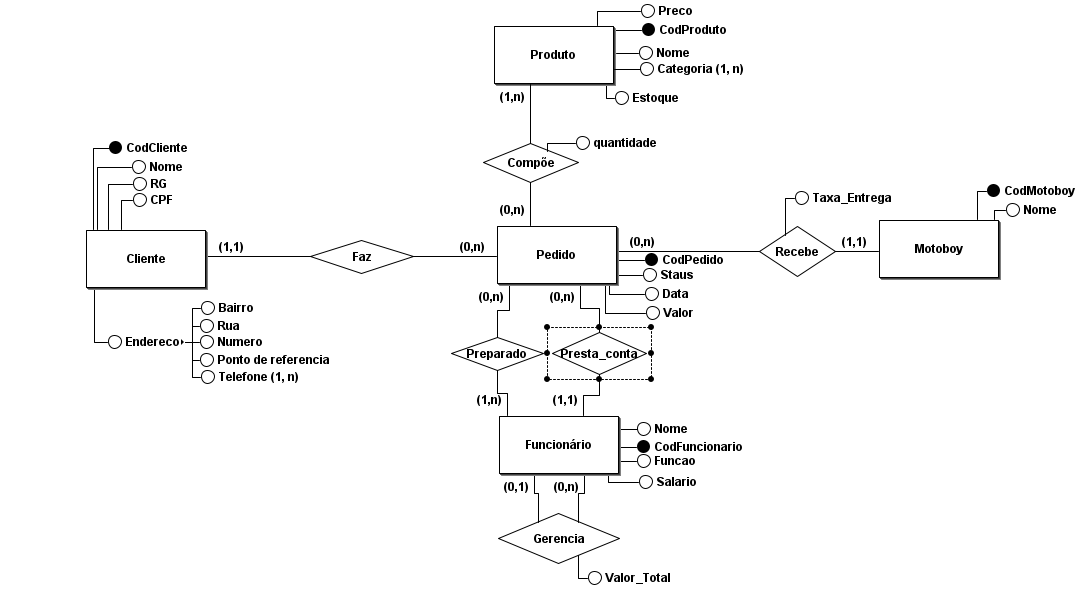 Preco
CodProduto
Produto
Nome
Categoria (1, n)
(1,n)
Estoque
quantidade
Compõe
(0,n)
CodCliente
Nome
RG
CPF
Cliente
(1,1)
Faz
(0,n)
Pedido
(0,n)
Taxa_Entrega
Recebe
(1,1)
CodMotoboy
Nome
Motoboy
CodPedido
Staus
Data
Valor
Bairro
Rua
Endereco
Numero
Ponto de referencia
Telefone (1, n)
(0,n)
(0,n)
Preparado
Presta_conta
(1,n)
(1,1)
Funcionário
Nome
CodFuncionario
Funcao
Salario
(0,1)
(0,n)
Gerencia
Valor_Total